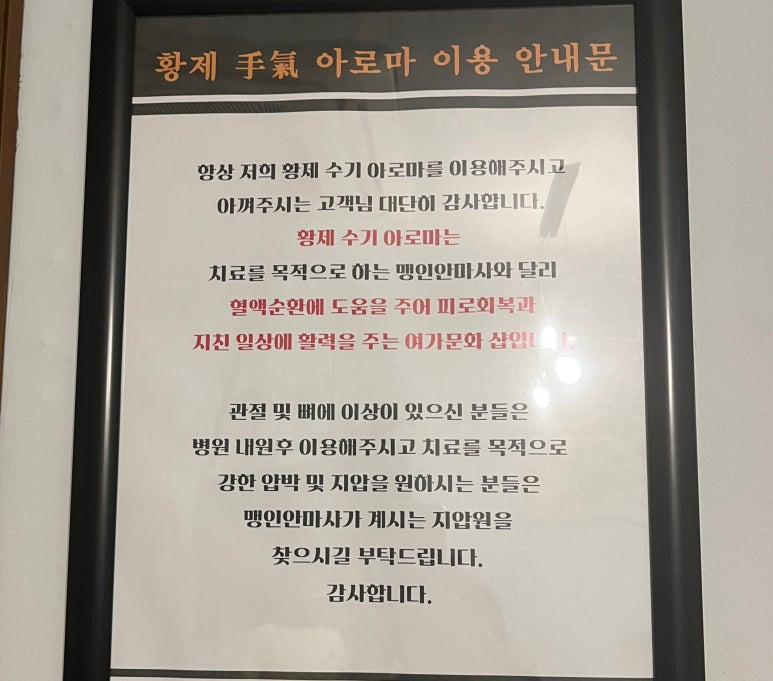 황제 手氣 아로마 이용 안내문
항상 저희 황제 수기 아로마를 이용해주시고
아껴주시는 고객님 대단히 감사합니다.
황제 수기 아로마는
치료를 목적으로 하는 맹인안마사와 달리
혈액순환에 도움을 주어 피로회복과
지친 일상에 활력을 주는 여가문화 샵입니다.
관절 및 뼈에 이상이 있으신 분들은
병원 내원후 이용해주시고 치료를 목적으로
강한 압박 및 지압을 원하시는 분들은
맹인안마사가 계시는 지압원을
찾으시길 부탁드립니다.
감사합니다.